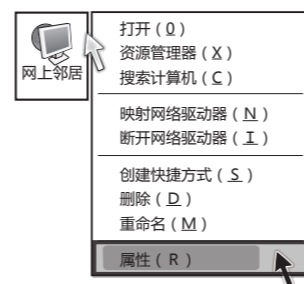 网上邻居
打开 ( 0 )
资源管理器 ( X )
搜索计算机 ( C )
映射网络驱动器 ( N )
断开网络驱动器 ( I )
创建快捷方式 ( S )
删除 ( D )
重命名 ( M )
属性 ( R )